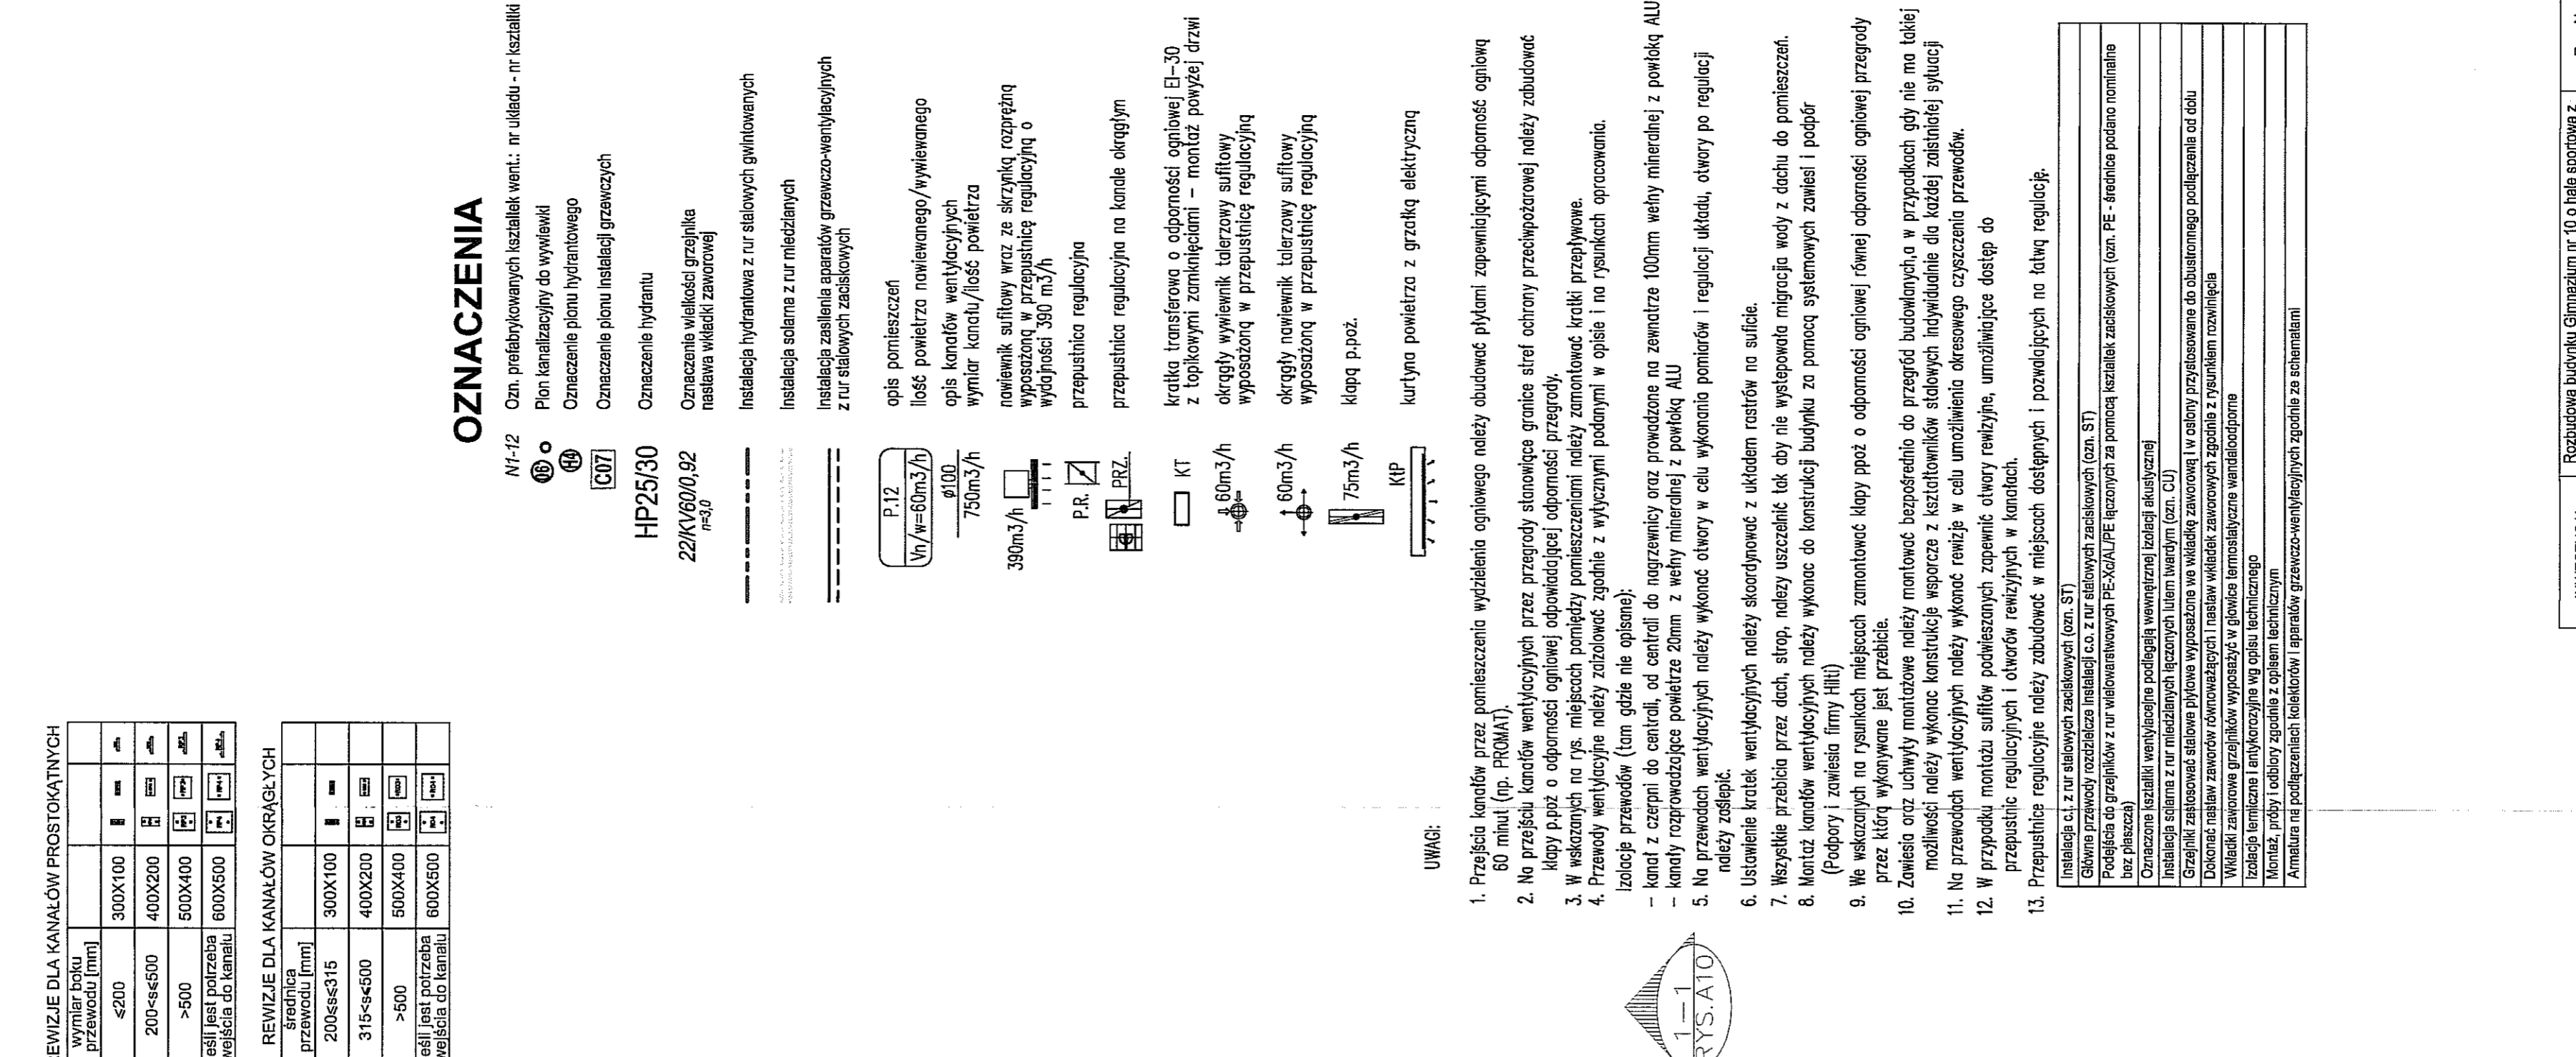 REWIZJE DLA KANAŁÓW PROSTOKĄTNYCH
wymiar boku
przewodu [mm]
≤200 300X100
200<s≤500 400X200
>500 500X400
jest potrzeba
wejścia do kanału 600X500
REWIZJE DLA KANAŁÓW OKRĄGŁYCH
średnica
przewodu [mm]
200≤s≤315 300X100
315<s≤500 400X200
>500 500X400
jest potrzeba
wejścia do kanału 600X500
OZNACZENIA
N1-12 Ozn. prefabrykowanych kształtek went.: nr układu - nr kształtki
Pion kanalizacyjny do wywiewki
H4 Oznaczenie pionu hydrantowego
C07 Oznaczenie pionu instalacji grzewczych
HP25/30 Oznaczenie hydrantu
22/KV60/0,92 Oznaczenie wielkości grzejnika
n=3,0 nastawa wkładki zaworowej
Instalacja hydrantowa z rur stalowych gwintowanych
Instalacja solarna z rur miedzianych
Instalacja zasilenia aparatów grzewczo-wentylacyjnych
z rur stalowych zaciskowych
P.12 opis pomieszczeń
Vn/w=60m3/h Ilość powietrza nawiewanego/wywiewanego
ø100 opis kanałów wentylacyjnych
750m3/h wymiar kanału/ilość powietrza
390m3/h nawiewnik sufitowy wraz ze skrzynką rozprężną
wyposażoną w przepustnicę regulacyjną o
wydajności 390 m3/h
P.R. przepustnica regulacyjna
PRZ.. przepustnica regulacyjna na kanale okrągłym
KT kratka transferowa o odporności ogniowej EI-30
z topikowymi zamknięciami - montaż powyżej drzwi
60m3/h okrągły wywiewnik talerzowy sufitowy
wyposażoną w przepustnicę regulacyjną
60m3/h okrągły nawiewnik talerzowy sufitowy
wyposażoną w przepustnicę regulacyjną
75m3/h klapą p.poż.
KIP kurtyna powietrza z grzałką elektryczną
UWAGI:
1. Przejścia kanałów przez pomieszczenia wydzielenia ogniowego należy obudować płytami zapewniającymi odporność ogniową
60 minut (np. PROMAT).
2. Na przejściu kanałów wentylacyjnych przez przegrody stanowiące granice stref ochrony przeciwpożarowej należy zabudować
klapy p.poż o odporności ogniowej odpowiadającej odporności przegrody.
3. W wskazanych na rys. miejscach pomiędzy pomieszczeniami należy zamontować kratki przepływowe.
4. Przewody wentylacyjne należy zaizolować zgodnie z wytycznymi podanymi w opisie i na rysunkach opracowania.
Izolacje przewodów (tam gdzie nie opisane):
- kanał z czerpni do centrali, od centrali do nagrzewnicy oraz prowadzone na zewnątrze 100mm wełny mineralnej z powłoką ALU
- kanały rozprowadzające powietrze 20mm z wełny mineralnej z powłoką ALU
5. Na przewodach wentylacyjnych należy wykonać otwory w celu wykonania pomiarów i regulacji układu, otwory po regulacji
należy zaślepić.
6. Ustawienie kratek wentylacyjnych należy skoordynować z układem rastrów na suficie.
7. Wszystkie przebicia przez dach, strop, należy uszczelnić tak aby nie występowała migracja wody z dachu do pomieszczeń.
8. Montaż kanałów wentylacyjnych należy wykonac do konstrukcji budynku za pomocą systemowych zawiesi i podpór
(Podpory i zawiesia firmy Hilti)
9. We wskazanych na rysunkach miejscach zamontować klapy ppoż o odporności ogniowej równej odporności ogniowej przegrody
przez którą wykonywane jest przebicie.
10. Zawiesia oraz uchwyty montażowe należy montować bezpośrednio do przegród budowlanych,a w przypadkach gdy nie ma takiej
możliwości należy wykonac konstrukcje wsporcze z kształtowników stalowych indywidualnie dla każdej zaistniałej sytuacji
11. Na przewodach wentylacyjnych należy wykonać rewizje w celu umożliwienia okresowego czyszczenia przewodów.
12. W przypadku montażu sufitów podwieszanych zapewnić otwory rewizyjne, umożliwiające dostęp do
przepustnic regulacyjnych i otworów rewizyjnych w kanałach.
13. Przepustnice regulacyjne należy zabudować w miejscach dostępnych i pozwalających na łatwą regulację.
Instalacja c.t. z rur stalowych zaciskowych (ozn. ST)
Główne przewody rozdzielcze instalacji c.o. z rur stalowych zaciskowych (ozn. ST)
Podejścia do grzejników z rur wielowarstwowych PE-Xc/AL/PE łączonych za pomocą kształtek zaciskowych (ozn. PE - średnice podano nominalne
bez płaszcza)
Oznaczone kształtki wentylacejne podlegają wewnętrznej izolacji akustycznej
Instalacja solarna z rur miedzianych łączonych lutem twardym (ozn. CU)
Grzejniki zastosować stalowe płytowe wyposażone we wkładkę zaworową i w osłony przystosowane do obustronnego podłączenia od dołu
Dokonać nastaw zaworów równoważących i nastaw wkładek zaworowych zgodnie z rysunkiem rozwinięcia
Wkładki zaworowe grzejników wyposażyć w głowice termostatyczne wandaloodporne
Izolacje termiczne i antykorozyjne wg opisu technicznego
Montaż, próby i odbiory zgodnie z opisem technicznym
Armatura na podłączeniach kolektorów i aparatów grzewczo-wentylacyjnych zgodnie ze schematami
1-1
RYS.A10
Rozbudowa budynku Gimnazjum nr 10 o halę sportową z